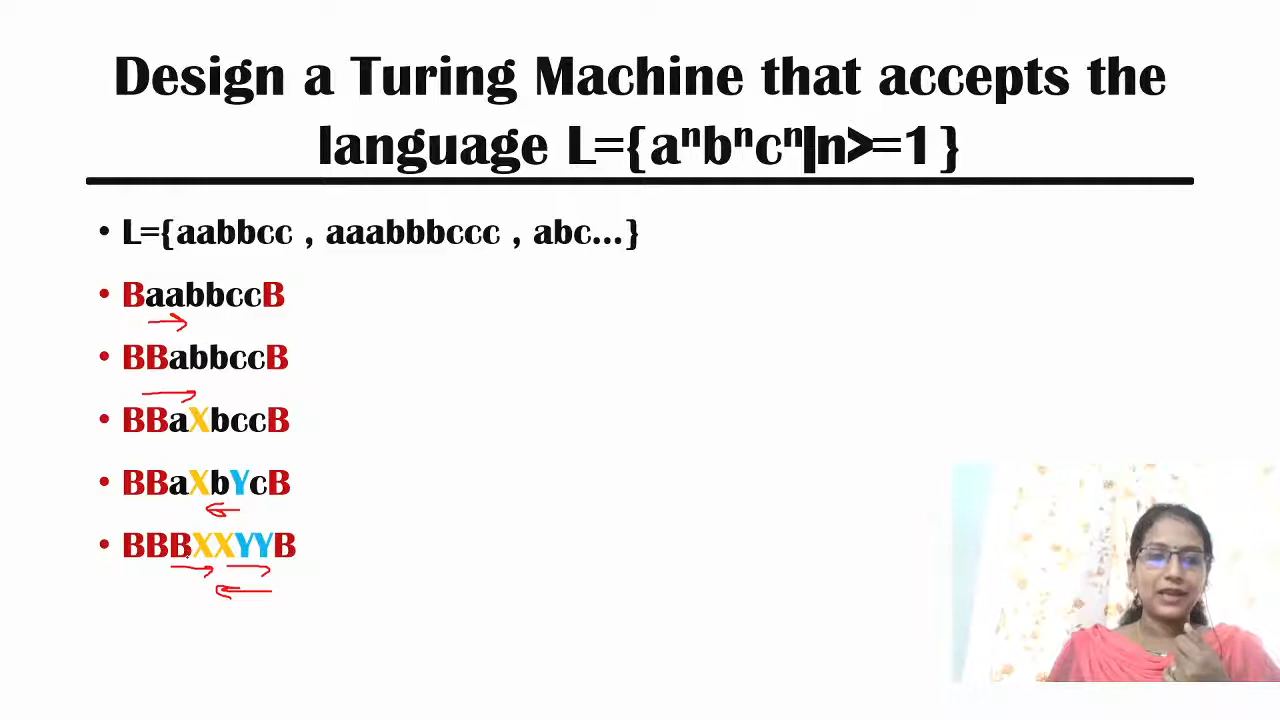 Design a Turing Machine that accepts the
language L={aⁿbⁿcⁿ|n>=1}
• L={aabbcc , aaabbbccc , abc...}
• BaabbccB
• BBabbccB
• BBaXbccB
• BBaXbYcB
• BBBXXYYB